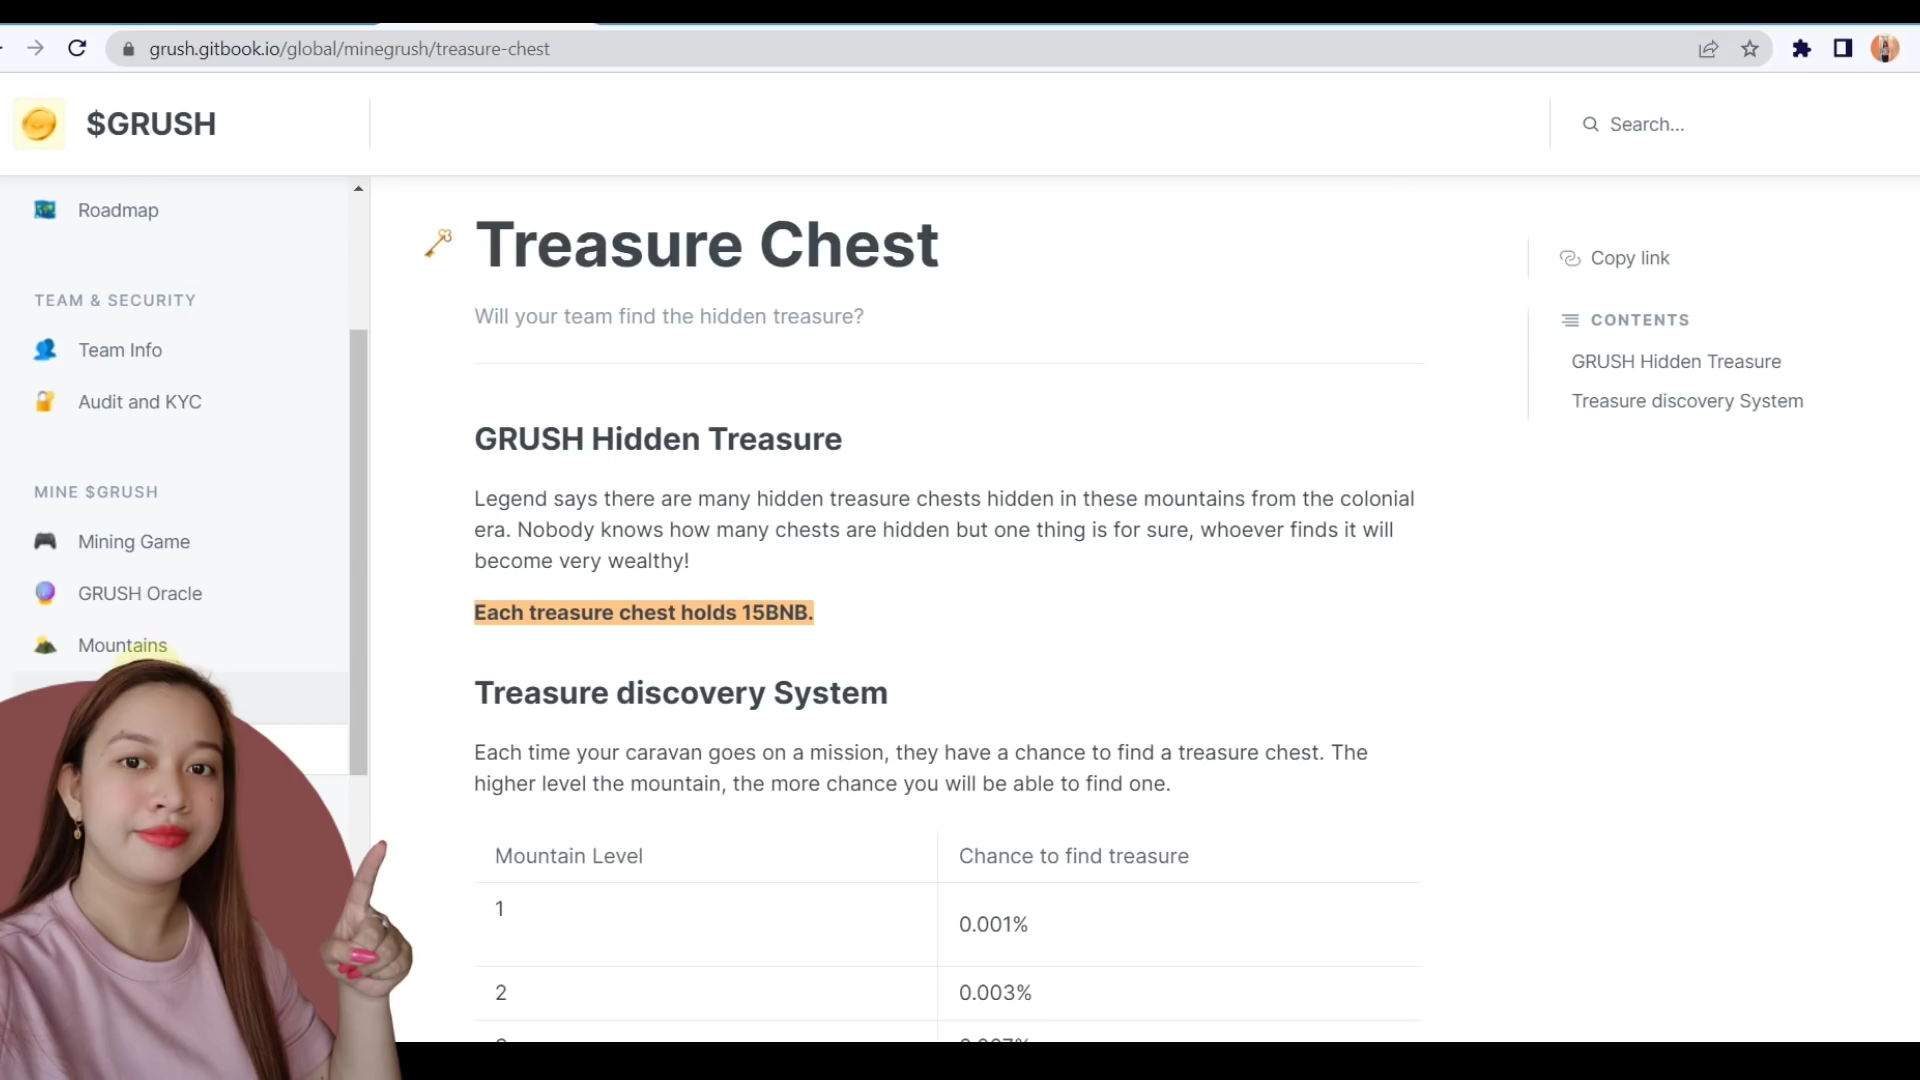 grush.gitbook.io/global/minegrush/treasure-chest
$GRUSH
Search...
Roadmap
TEAM & SECURITY
Team Info
Audit and KYC
MINE $GRUSH
Mining Game
GRUSH Oracle
Mountains
Treasure Chest
Will your team find the hidden treasure?
GRUSH Hidden Treasure
Legend says there are many hidden treasure chests hidden in these mountains from the colonial
era. Nobody knows how many chests are hidden but one thing is for sure, whoever finds it will
become very wealthy!
Each treasure chest holds 15BNB.
Treasure discovery System
Each time your caravan goes on a mission, they have a chance to find a treasure chest. The
higher level the mountain, the more chance you will be able to find one.
Mountain Level
Chance to find treasure
1
0.001%
2
0.003%
Copy link
CONTENTS
GRUSH Hidden Treasure
Treasure discovery System